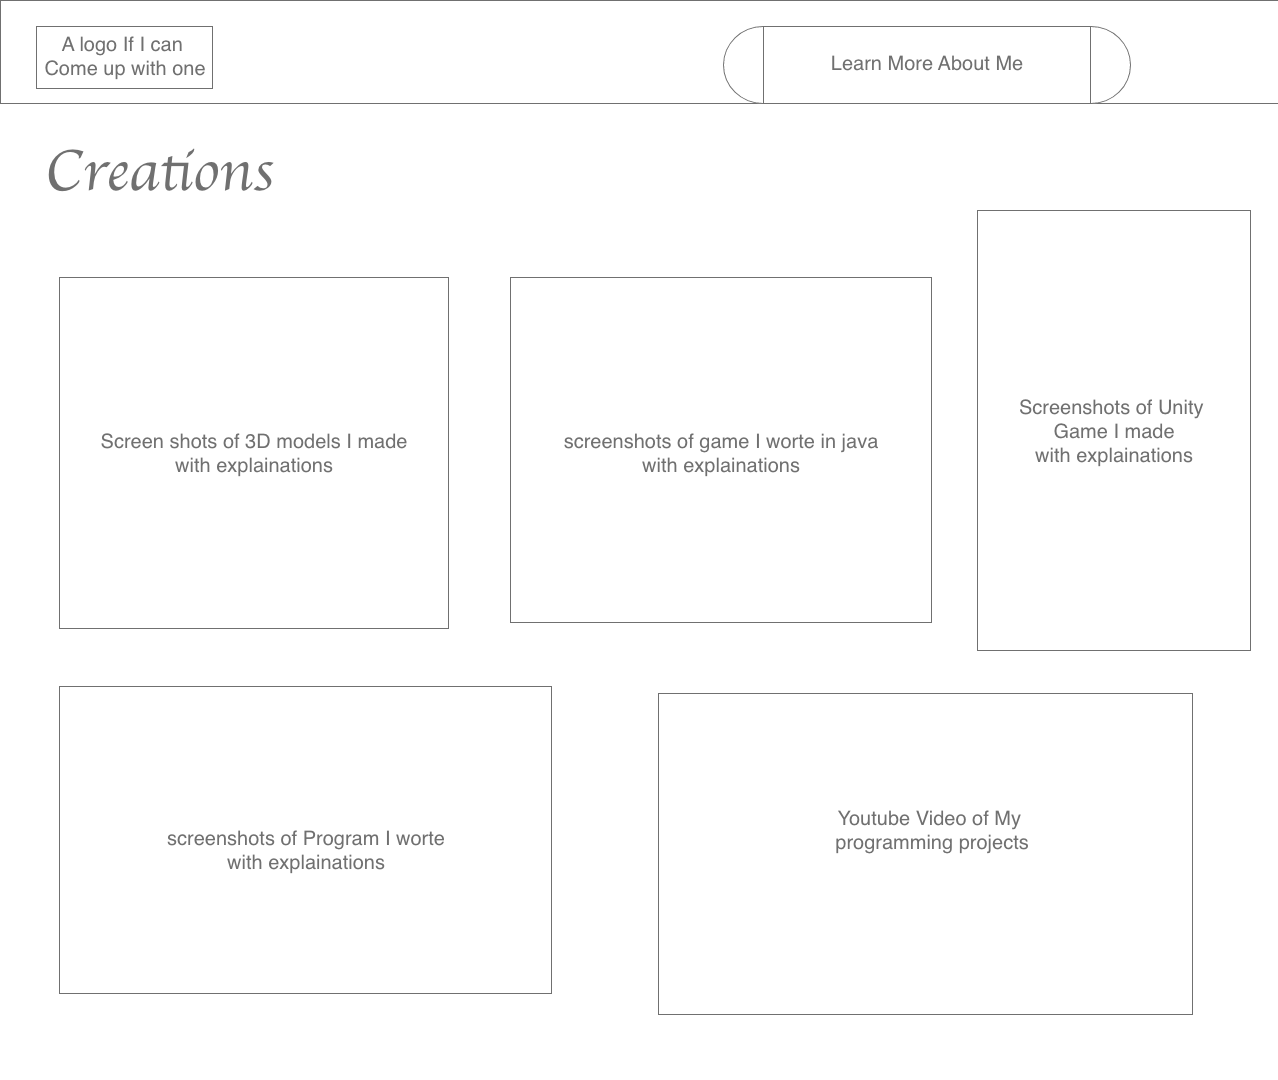 A logo If I can
Come up with one
Learn More About Me
Creations
Screen shots of 3D models I made
with explainations
screenshots of game I worte in java
with explainations
Screenshots of Unity
Game I made
with explainations
screenshots of Program I worte
with explainations
Youtube Video of My
programming projects